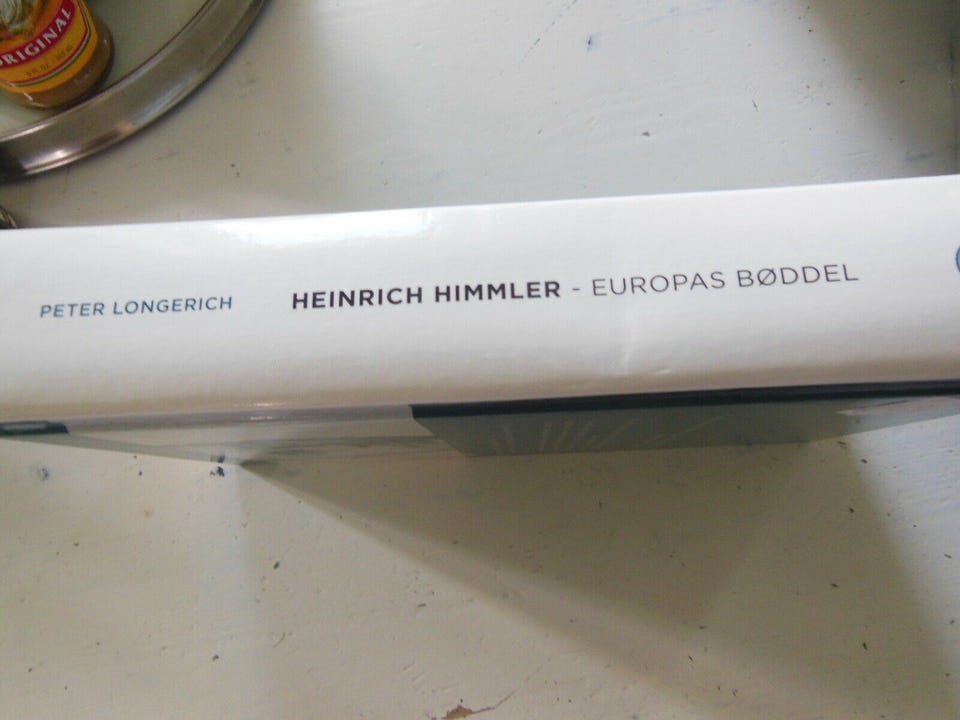 ORIGINAL
PETER LONGERICH HEINRICH HIMMLER - EUROPAS BØDDEL